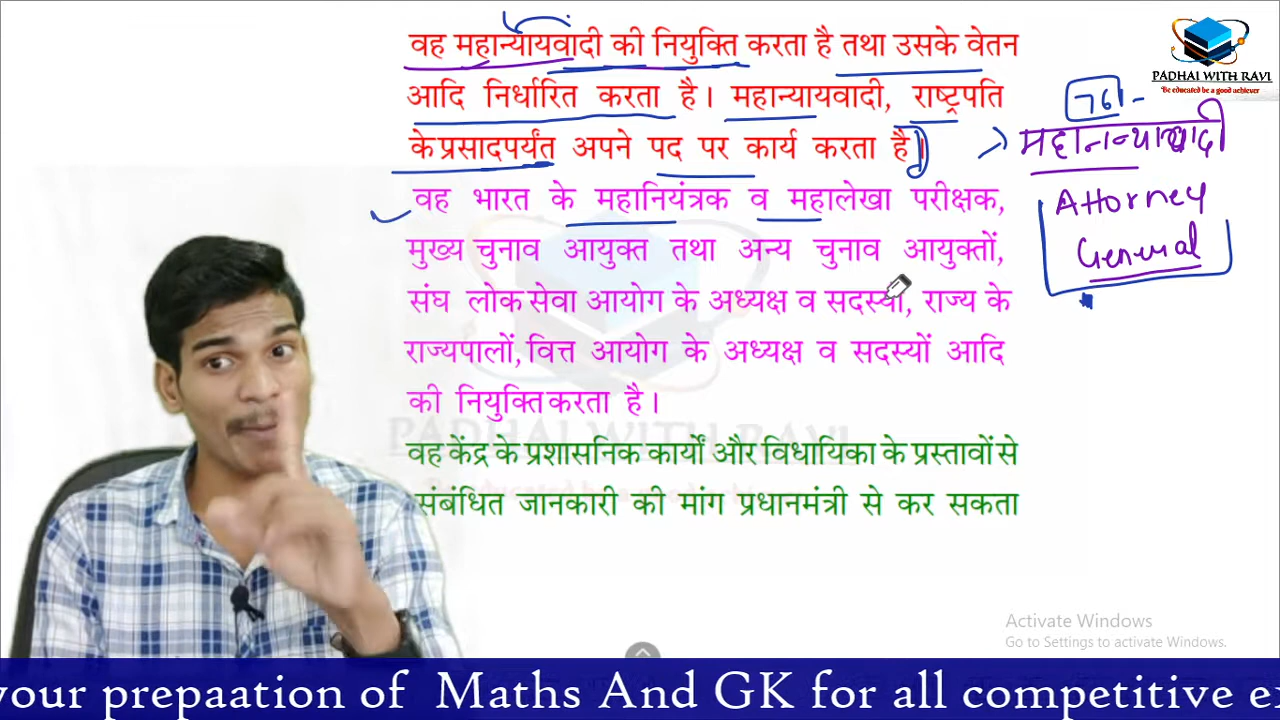 वह महान्यायवादी की नियुक्ति करता है तथा उसके वेतन
आदि निर्धारित करता है। महान्यायवादी, राष्ट्रपति
के प्रसादपर्यंत अपने पद पर कार्य करता है।
वह भारत के महानियंत्रक व महालेखा परीक्षक,
मुख्य चुनाव आयुक्त तथा अन्य चुनाव आयुक्तों,
संघ लोक सेवा आयोग के अध्यक्ष व सदस्यों, राज्य के
राज्यपालों, वित्त आयोग के अध्यक्ष व सदस्यों आदि
की नियुक्ति करता है।
वह केंद्र के प्रशासनिक कार्यों और विधायिका के प्रस्तावों से
संबंधित जानकारी की मांग प्रधानमंत्री से कर सकता
PADHAI WITH RAVI
"Be educated be a good achiever
76
Attorney
General
PADHAI WITH RAVI
Activate Windows
Go to Settings to activate Windows.
your prepaation of Maths And GK for all competitive